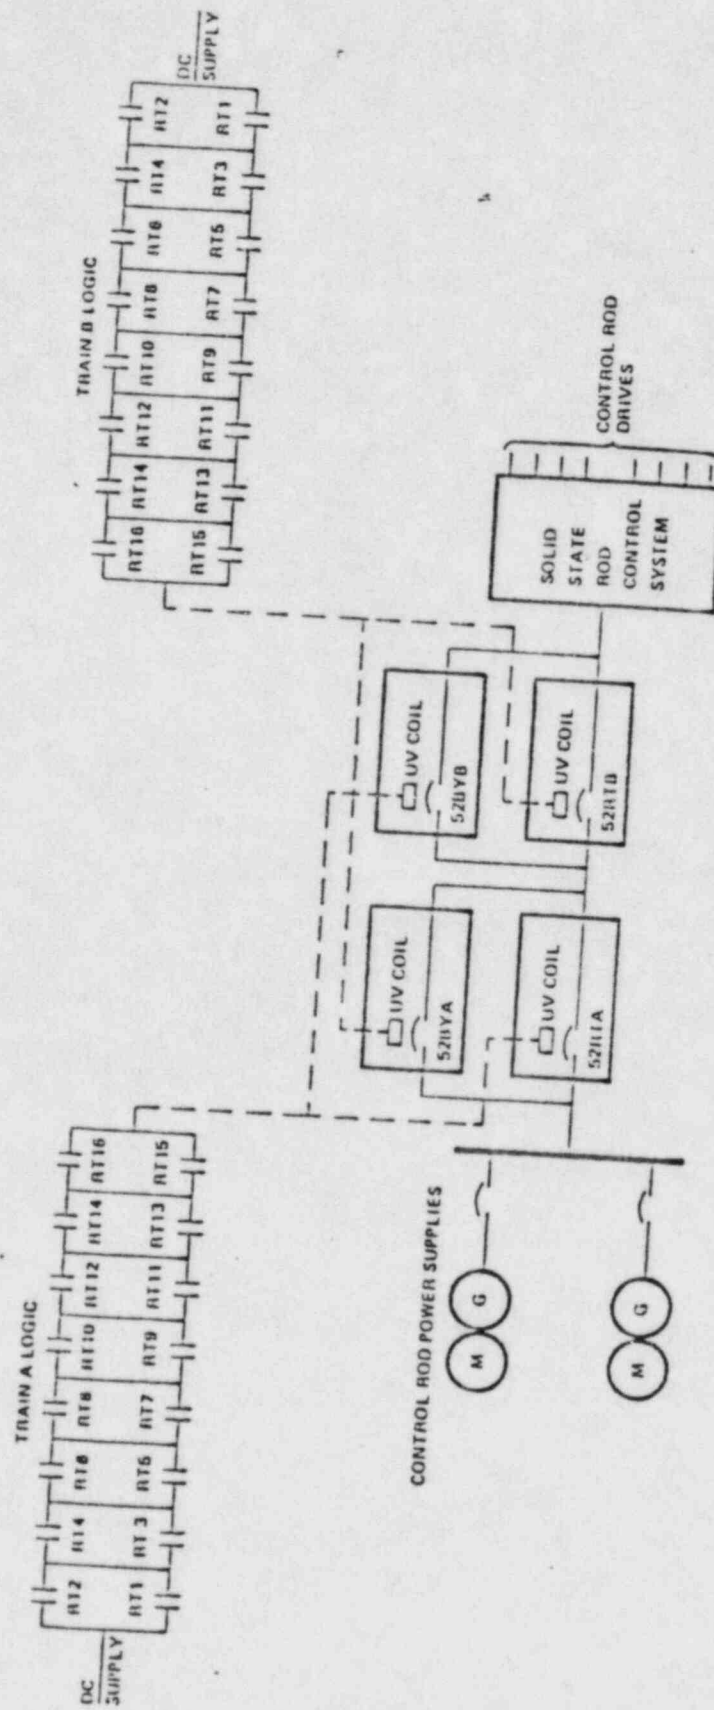 TRAIN A LOGIC
DC
SUPPLY
RT2
RT4
RT6
RT8
RT10
RT12
RT14
RT16
RT1
RT3
RT5
RT7
RT9
RT11
RT13
RT15
TRAIN B LOGIC
RT16
RT14
RT12
RT10
RT8
RT6
RT4
RT2
RT15
RT13
RT11
RT9
RT7
RT5
RT3
RT1
DC
SUPPLY
CONTROL ROD POWER SUPPLIES
M
G
M
G
UV COIL
52BYA
UV COIL
52RTA
UV COIL
52BYB
UV COIL
52RTB
SOLID
STATE
ROD
CONTROL
SYSTEM
CONTROL ROD
DRIVES